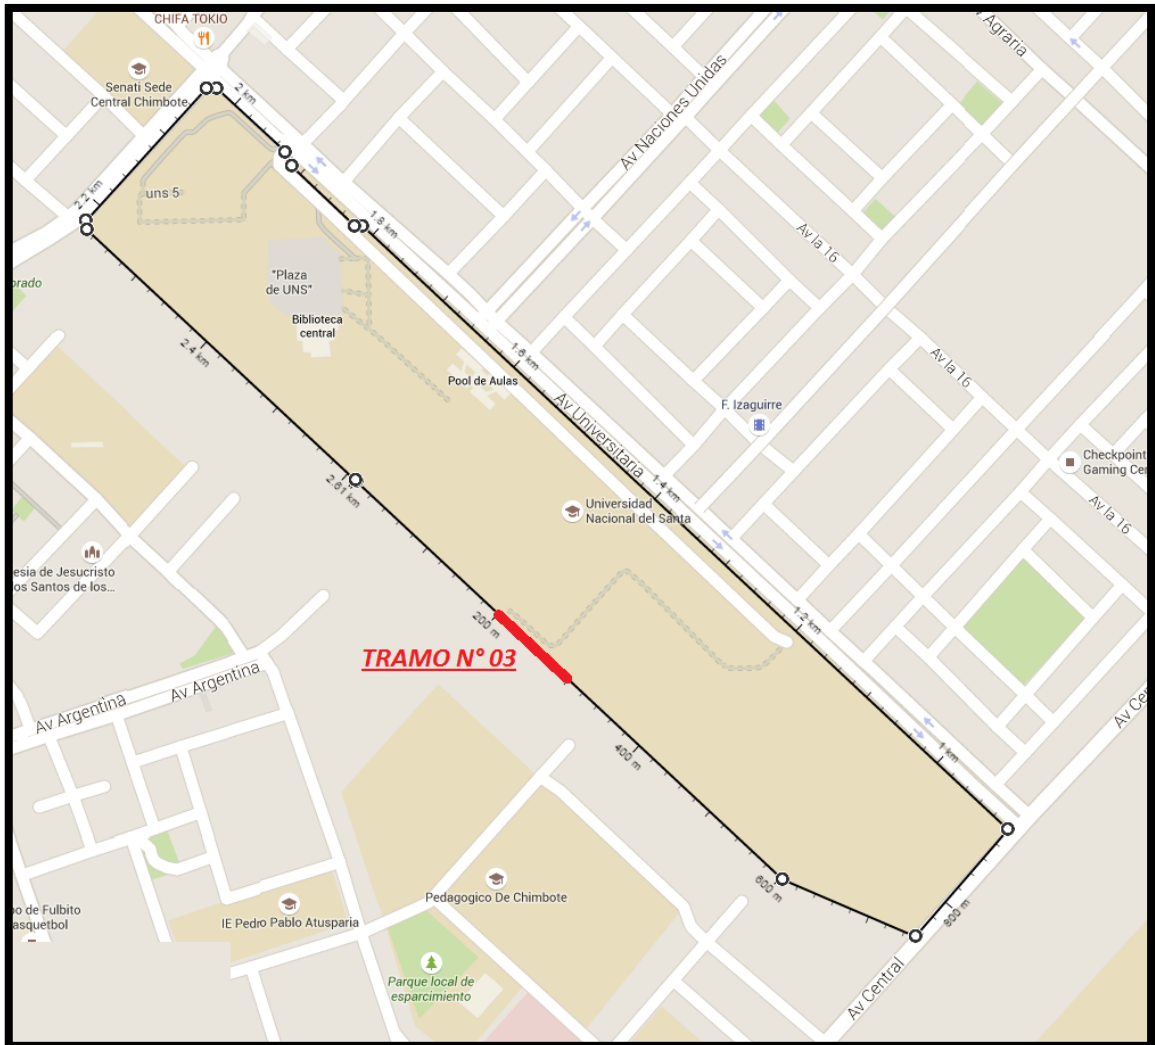 CHIFA TOKIO
Av Agraria
Senati Sede
Central Chimbote
2 km
Av Naciones Unidas
uns 5
2.2 km
1.8 km
Av la 16
"Plaza
de UNS"
orado
Biblioteca
central
2.4 km
1.6 km
Av la 16
Pool de Aulas
Av Universitaria
F. Izaguirre
Checkpoint
Gaming Cer
2.61 km
1.4 km
Universidad
Nacional del Santa
Av la 16
esia de Jesucristo
os Santos de los...
200 m
1.2 km
TRAMO N° 03
Av Argentina
Av Argentina
Av Cer
400 m
1 km
600 m
Pedagogico De Chimbote
800 m
po de Fulbito
asquetbol
IE Pedro Pablo Atusparia
Parque local de
esparcimiento
Av Central